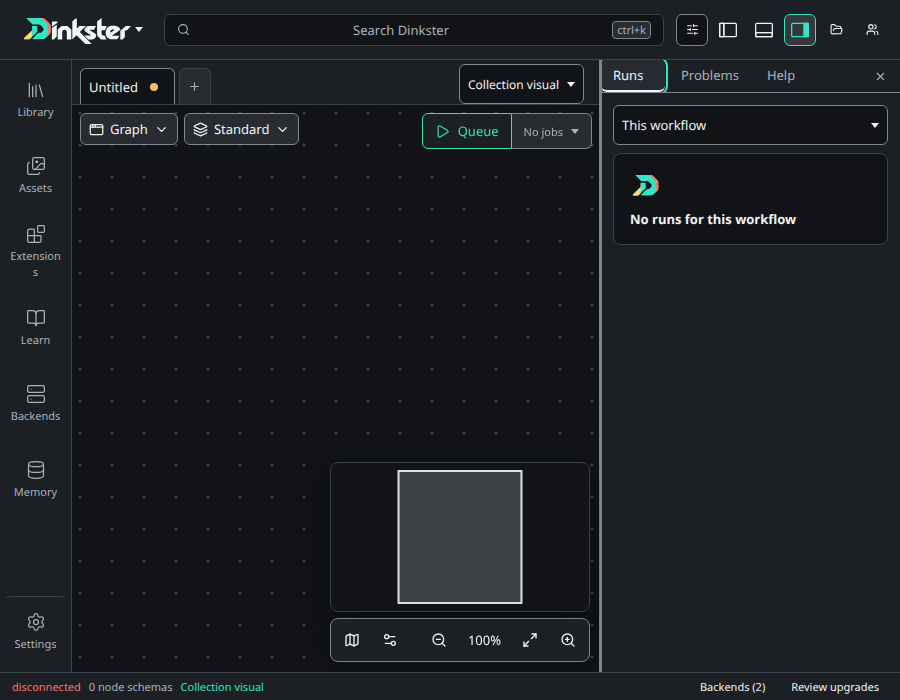 Dinkster
Search Dinkster
ctrl+k
Library
Assets
Extension
s
Learn
Backends
Memory
Settings
Untitled
+
Collection visual
Graph
Standard
Queue
No jobs
100%
Runs
Problems
Help
This workflow
No runs for this workflow
disconnected
0 node schemas
Collection visual
Backends (2)
Review upgrades